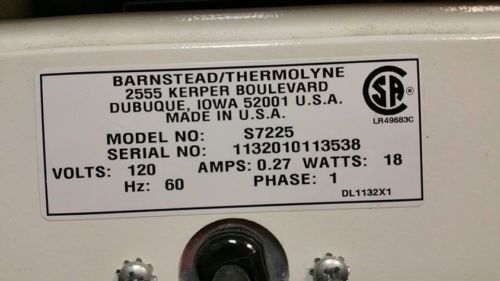 BARNSTEAD/THERMOLYNE
2555 KERPER BOULEVARD
DUBUQUE, IOWA 52001 U.S.A.
MADE IN U.S.A.
SA
LR49683C
MODEL NO: S7225
SERIAL NO: 1132010113538
VOLTS: 120 AMPS: 0.27 WATTS: 18
Hz: 60 PHASE: 1
DL1132X1